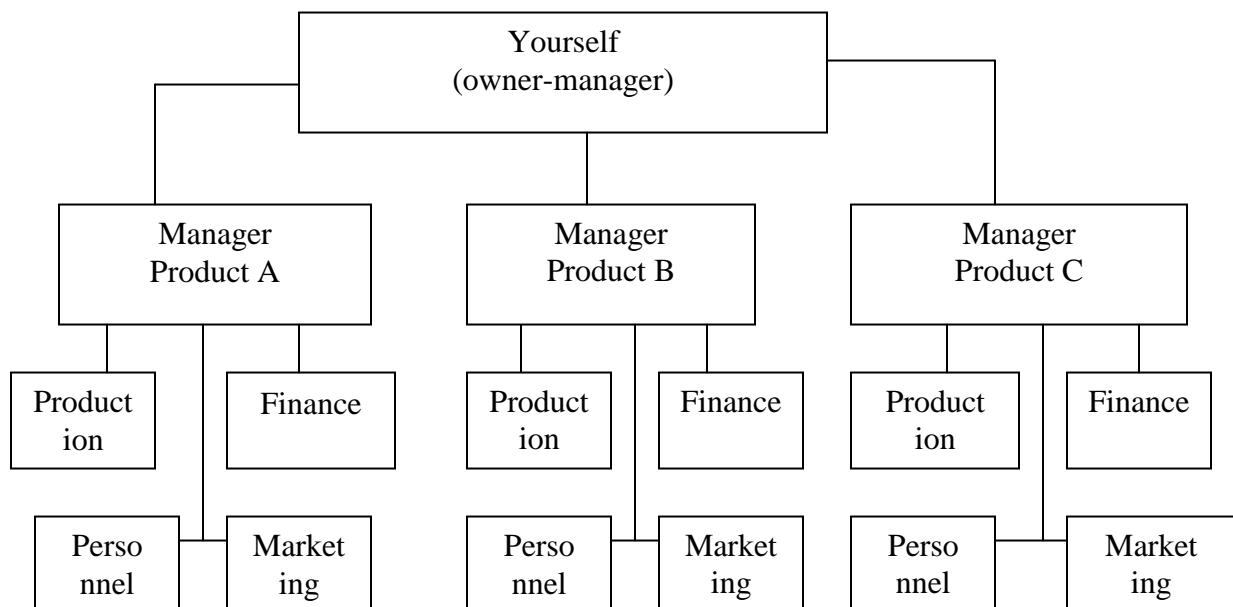 Yourself
(owner-manager)
Manager
Product A
Manager
Product B
Manager
Product C
Product
ion
Finance
Product
ion
Finance
Product
ion
Finance
Perso
nnel
Market
ing
Perso
nnel
Market
ing
Perso
nnel
Market
ing